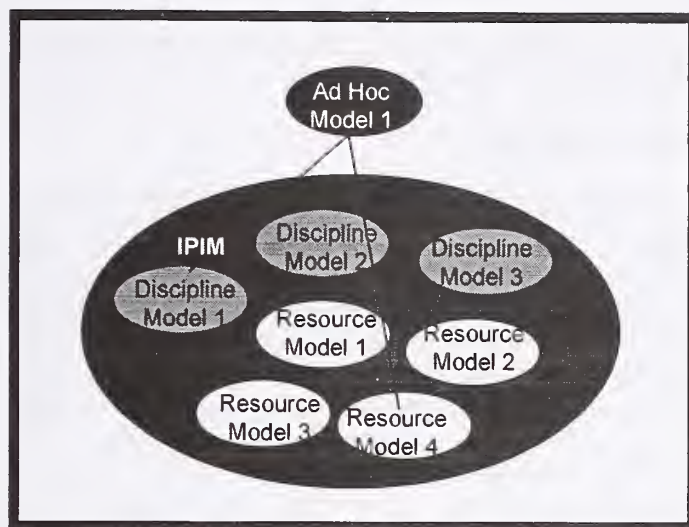 Ad Hoc
Model 1
IPIM
Discipline
Model 2
Discipline
Model 3
Discipline
Model 1
Resource
Model 1
Resource
Model 2
Resource
Model 3
Resource
Model 4